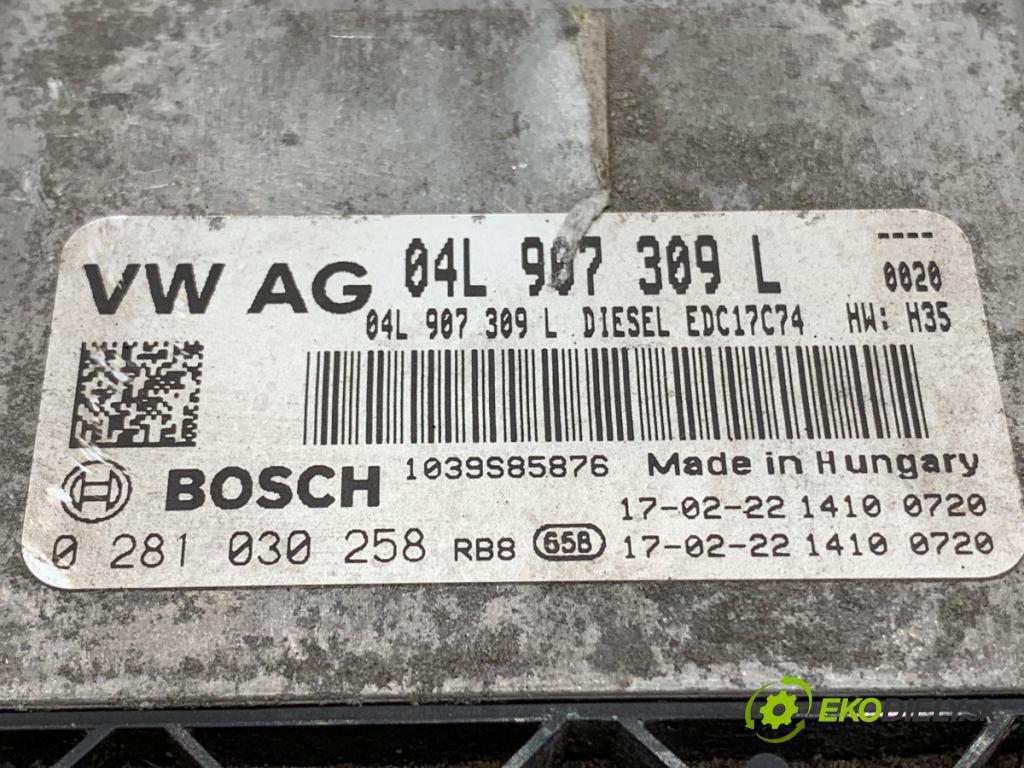 VW AG 04L 907 309 L ----
0020
04L 907 309 L DIESEL EDC17C74 HW: H35
BOSCH 1039S85876 Made in Hungary
17-02-22 1410 0720
0 281 030 258 RB8 658 17-02-22 1410 0720